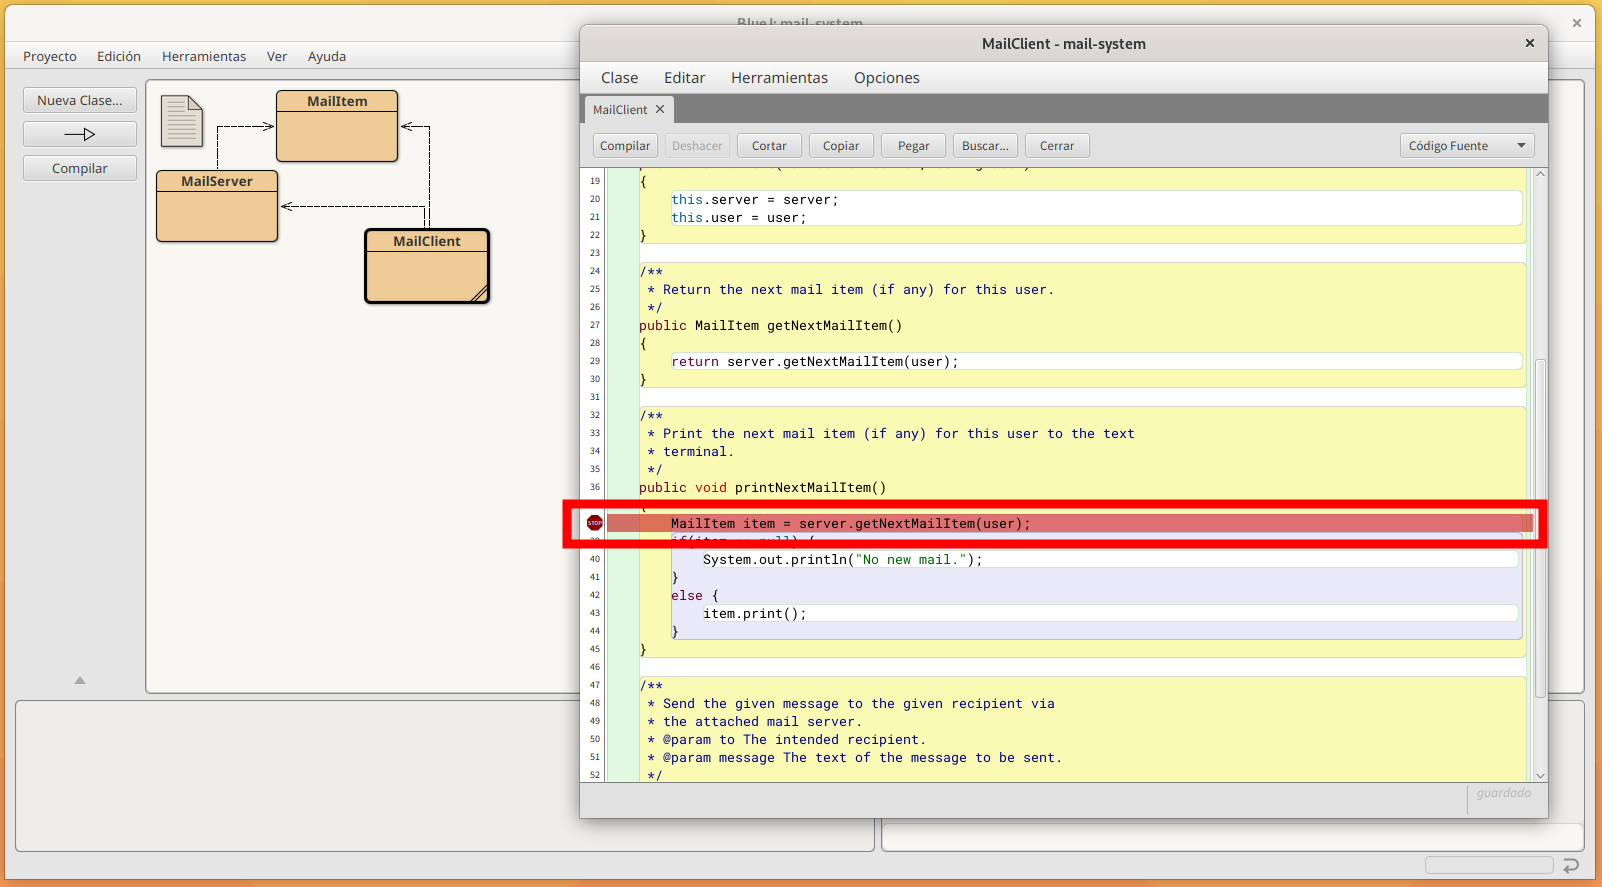 BlueJ: mail-system
Proyecto Edición Herramientas Ver Ayuda
Nueva Clase...
Compilar
MailItem
MailServer
MailClient
MailClient - mail-system
Clase Editar Herramientas Opciones
MailClient
Compilar Deshacer Cortar Copiar Pegar Buscar... Cerrar Código Fuente
19 {
20 this.server = server;
21 this.user = user;
22 }
23
24 /**
25 * Return the next mail item (if any) for this user.
26 */
27 public MailItem getNextMailItem()
28 {
29 return server.getNextMailItem(user);
30 }
31
32 /**
33 * Print the next mail item (if any) for this user to the text
34 * terminal.
35 */
36 public void printNextMailItem()
STOP MailItem item = server.getNextMailItem(user);
39 if(item == null) {
40 System.out.println("No new mail.");
41 }
42 else {
43 item.print();
44 }
45 }
46
47 /**
48 * Send the given message to the given recipient via
49 * the attached mail server.
50 * @param to The intended recipient.
51 * @param message The text of the message to be sent.
52 */
guardado